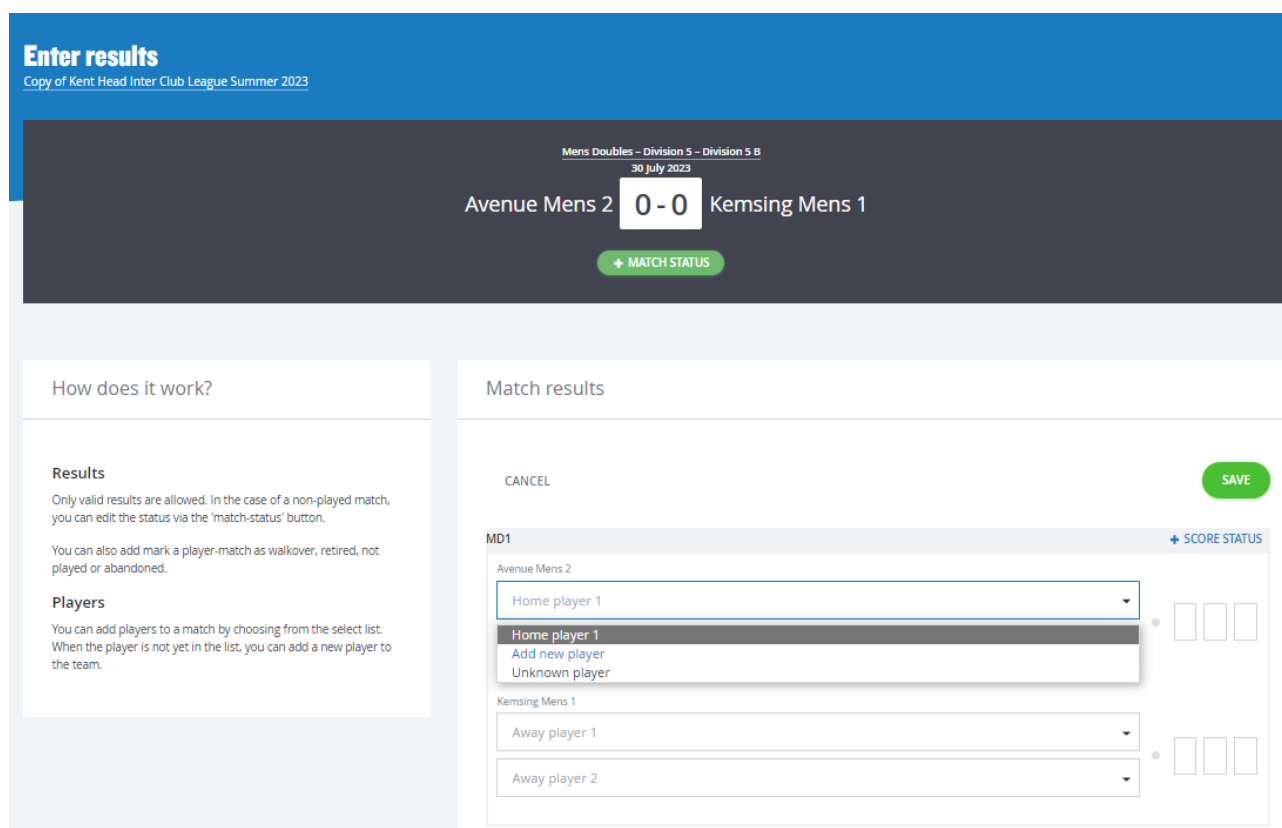 Enter results
Copy of Kent Head Inter Club League Summer 2023
Mens Doubles – Division 5 – Division 5 B
30 July 2023
Avenue Mens 2 0 - 0 Kemsing Mens 1
+ MATCH STATUS
How does it work?
Results
Only valid results are allowed. In the case of a non-played match,
you can edit the status via the 'match-status' button.
You can also add mark a player-match as walkover, retired, not
played or abandoned.
Players
You can add players to a match by choosing from the select list.
When the player is not yet in the list, you can add a new player to
the team.
Match results
CANCEL
SAVE
MD1
+ SCORE STATUS
Avenue Mens 2
Home player 1
Home player 1
Add new player
Unknown player
Kemsing Mens 1
Away player 1
Away player 2